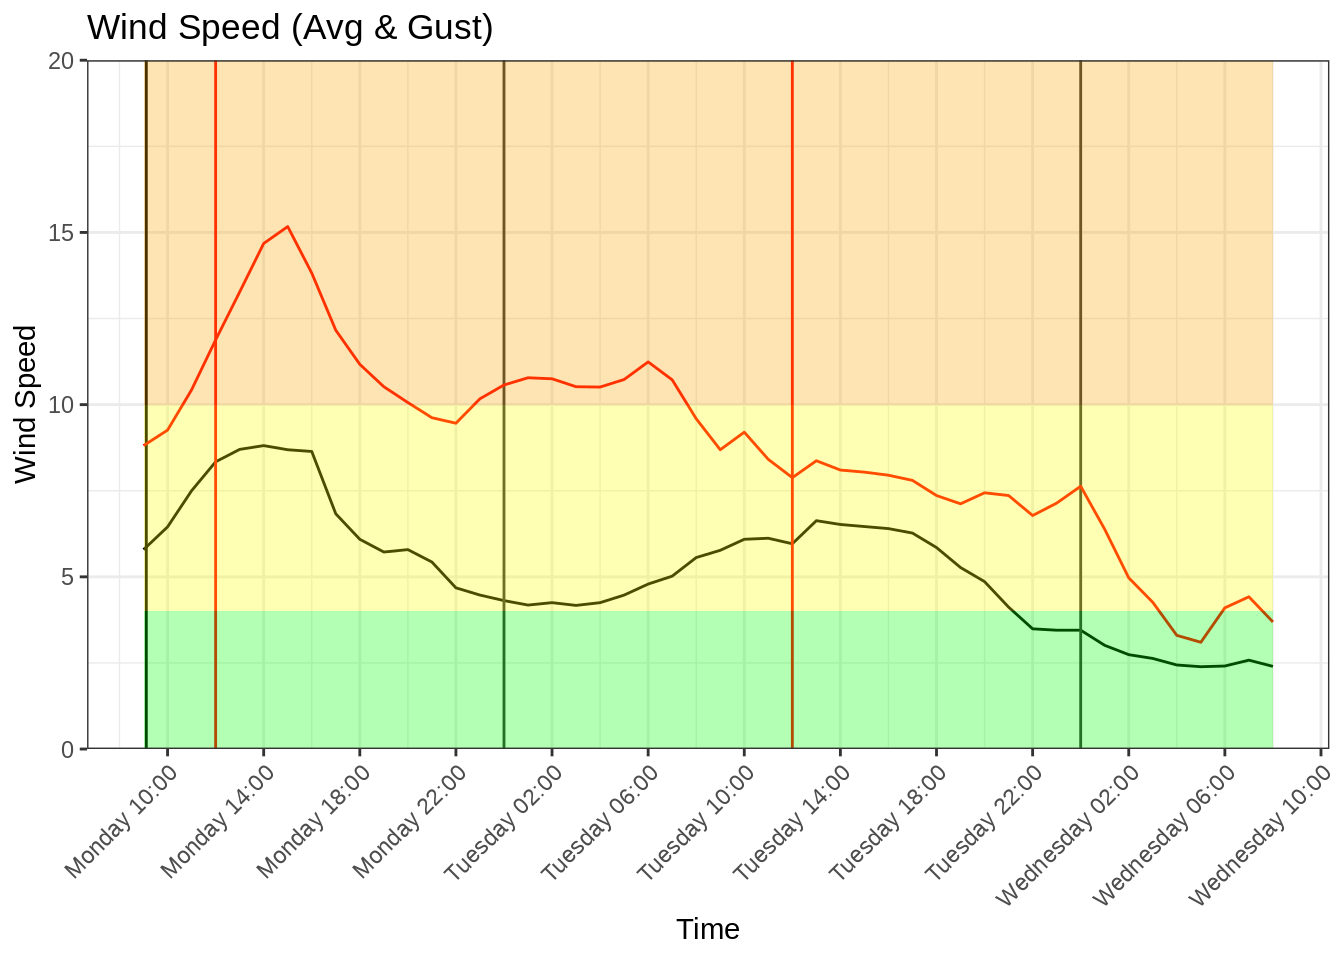 Wind Speed (Avg & Gust)
20
15
10
5
0
Wind Speed
Monday 10:00
Monday 14:00
Monday 18:00
Monday 22:00
Tuesday 02:00
Tuesday 06:00
Tuesday 10:00
Tuesday 14:00
Tuesday 18:00
Tuesday 22:00
Wednesday 02:00
Wednesday 06:00
Wednesday 10:00
Time